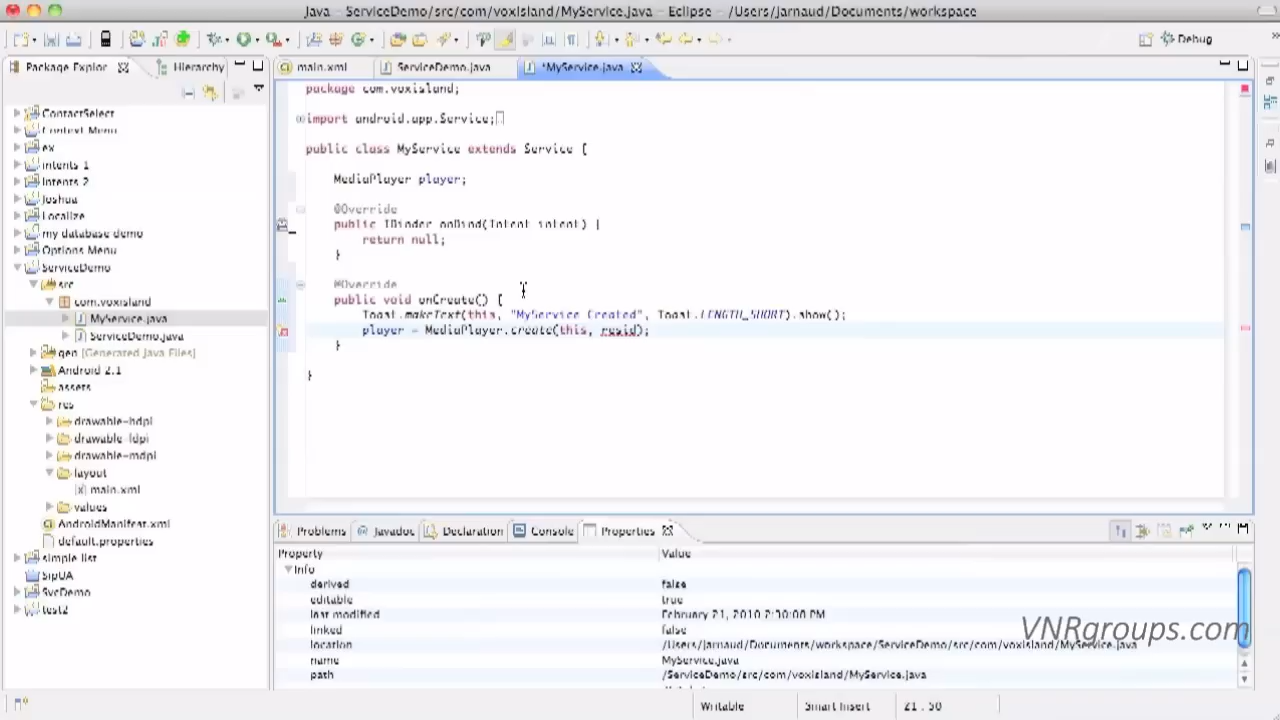 Java - ServiceDemo/src/com/voxisland/MyService.java - Eclipse - /Users/jarnaud/Documents/workspace
Debug
Package Explor
Hierarchy
main.xml
ServiceDemo.java
*MyService.java
ContactSelect
Context Menu
ex
intents 1
Intents 2
Joshua
Localize
my database demo
Options Menu
ServiceDemo
src
com.voxisland
MyService.java
ServiceDemo.java
gen [Generated Java Files]
Android 2.1
assets
res
drawable-hdpi
drawable-ldpi
drawable-mdpi
layout
main.xml
values
AndroidManifest.xml
default.properties
simple list
SipUA
SvcDemo
test2
package com.voxisland;
import android.app.Service;
public class MyService extends Service {
MediaPlayer player;
@Override
public IBinder onBind(Intent intent) {
return null;
}
@Override
public void onCreate() {
Toast.makeText(this, "MyService Created", Toast.LENGTH_SHORT).show();
player = MediaPlayer.create(this, resid);
}
}
Problems
Javadoc
Declaration
Console
Properties
Property Value
Info
derived false
editable true
last modified February 21, 2010 2:30:08 PM
linked false
location /Users/jarnaud/Documents/workspace/ServiceDemo/src/com/voxisland/MyService.java
name MyService.java
path /ServiceDemo/src/com/voxisland/MyService.java
VNRgroups.com
Writable Smart Insert 21 : 50